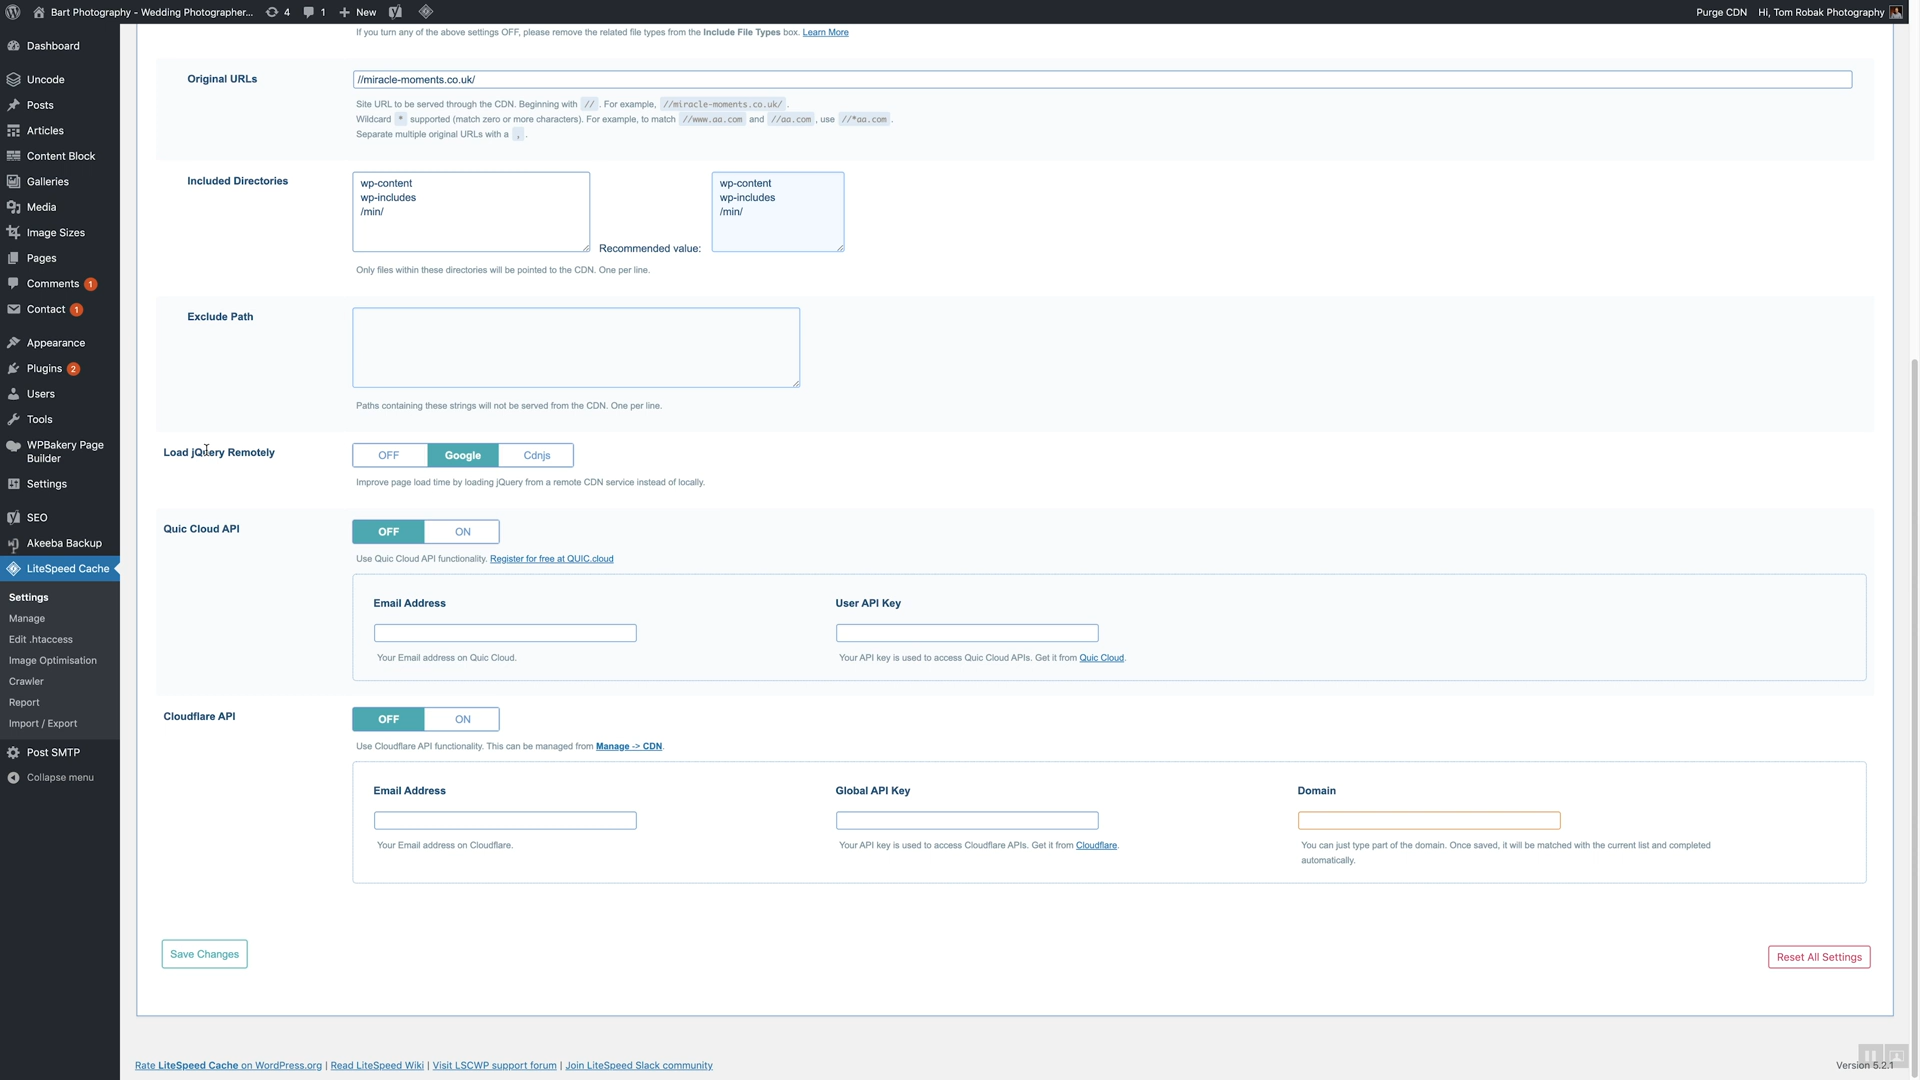 Bart Photography - Wedding Photographer... 4 1 New Purge CDN Hi, Tom Robak Photography
Dashboard
Uncode
Posts
Articles
Content Block
Galleries
Media
Image Sizes
Pages
Comments 1
Contact 1
Appearance
Plugins 2
Users
Tools
WPBakery Page
Builder
Settings
SEO
Akeeba Backup
LiteSpeed Cache
Settings
Manage
Edit .htaccess
Image Optimisation
Crawler
Report
Import / Export
Post SMTP
Collapse menu
If you turn any of the above settings OFF, please remove the related file types from the Include File Types box. Learn More
Original URLs
//miracle-moments.co.uk/
Site URL to be served through the CDN. Beginning with // . For example, //miracle-moments.co.uk/ .
Wildcard * supported (match zero or more characters). For example, to match //www.aa.com and //aa.com , use //*aa.com .
Separate multiple original URLs with a , .
Included Directories
wp-content
wp-includes
/min/
Recommended value:
wp-content
wp-includes
/min/
Only files within these directories will be pointed to the CDN. One per line.
Exclude Path
Paths containing these strings will not be served from the CDN. One per line.
Load jQuery Remotely
OFF Google Cdnjs
Improve page load time by loading jQuery from a remote CDN service instead of locally.
Quic Cloud API
OFF ON
Use Quic Cloud API functionality. Register for free at QUIC.cloud
Email Address User API Key
Your Email address on Quic Cloud. Your API key is used to access Quic Cloud APIs. Get it from Quic Cloud.
Cloudflare API
OFF ON
Use Cloudflare API functionality. This can be managed from Manage -> CDN.
Email Address Global API Key Domain
Your Email address on Cloudflare. Your API key is used to access Cloudflare APIs. Get it from Cloudflare. You can just type part of the domain. Once saved, it will be matched with the current list and completed
automatically.
Save Changes Reset All Settings
Rate LiteSpeed Cache on WordPress.org | Read LiteSpeed Wiki | Visit LSCWP support forum | Join LiteSpeed Slack community Version 5.2.1